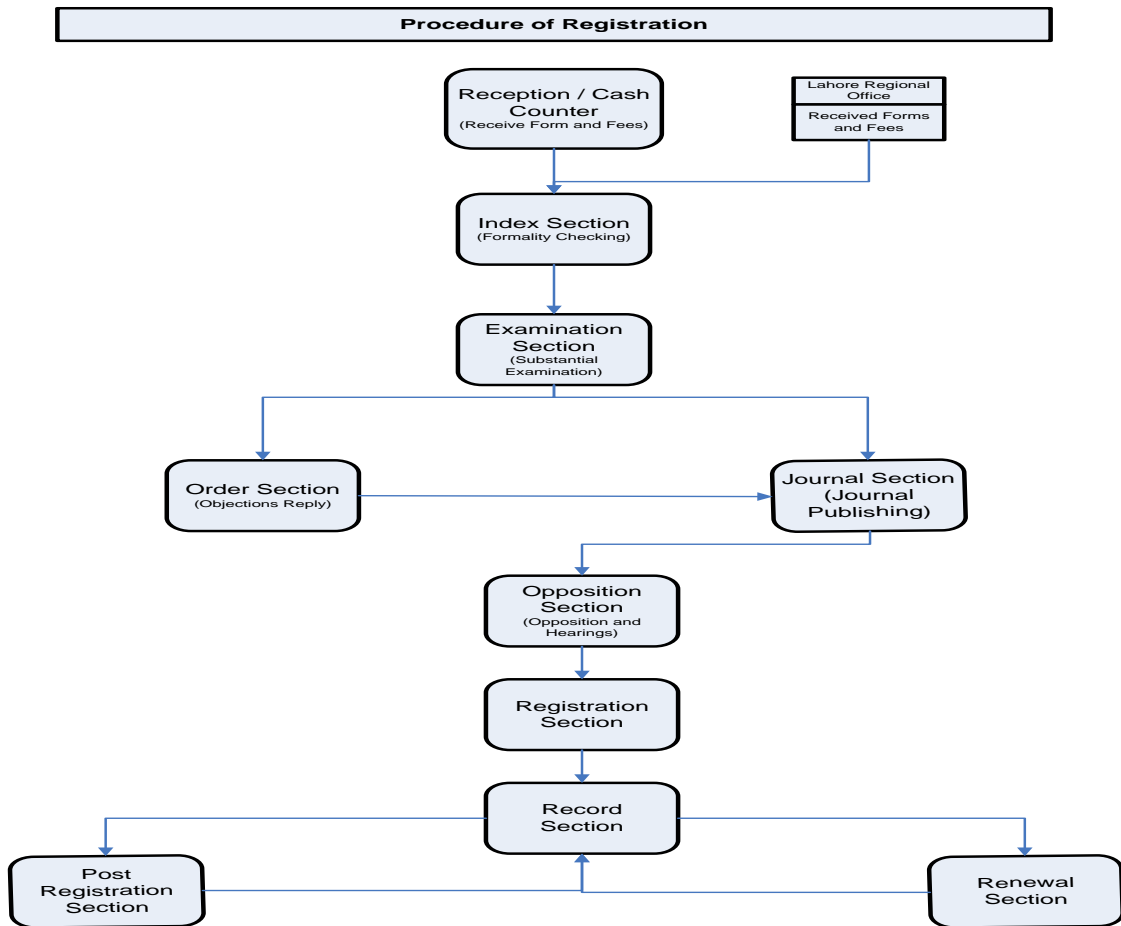 Procedure of Registration
Reception / Cash
Counter
(Receive Form and Fees)
Lahore Regional
Office
Received Forms
and Fees
Index Section
(Formality Checking)
Examination
Section
(Substantial
Examination)
Order Section
(Objections Reply)
Journal Section
(Journal
Publishing)
Opposition
Section
(Opposition and
Hearings)
Registration
Section
Record
Section
Post
Registration
Section
Renewal
Section